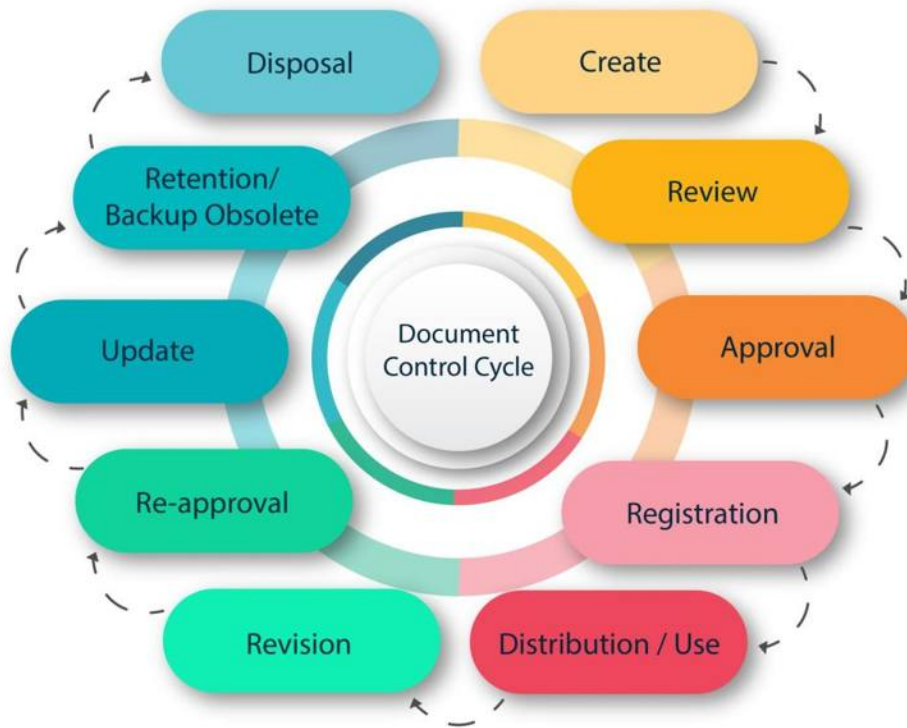 Disposal
Create
Retention/
Backup Obsolete
Review
Update
Document
Control Cycle
Approval
Re-approval
Registration
Revision
Distribution / Use